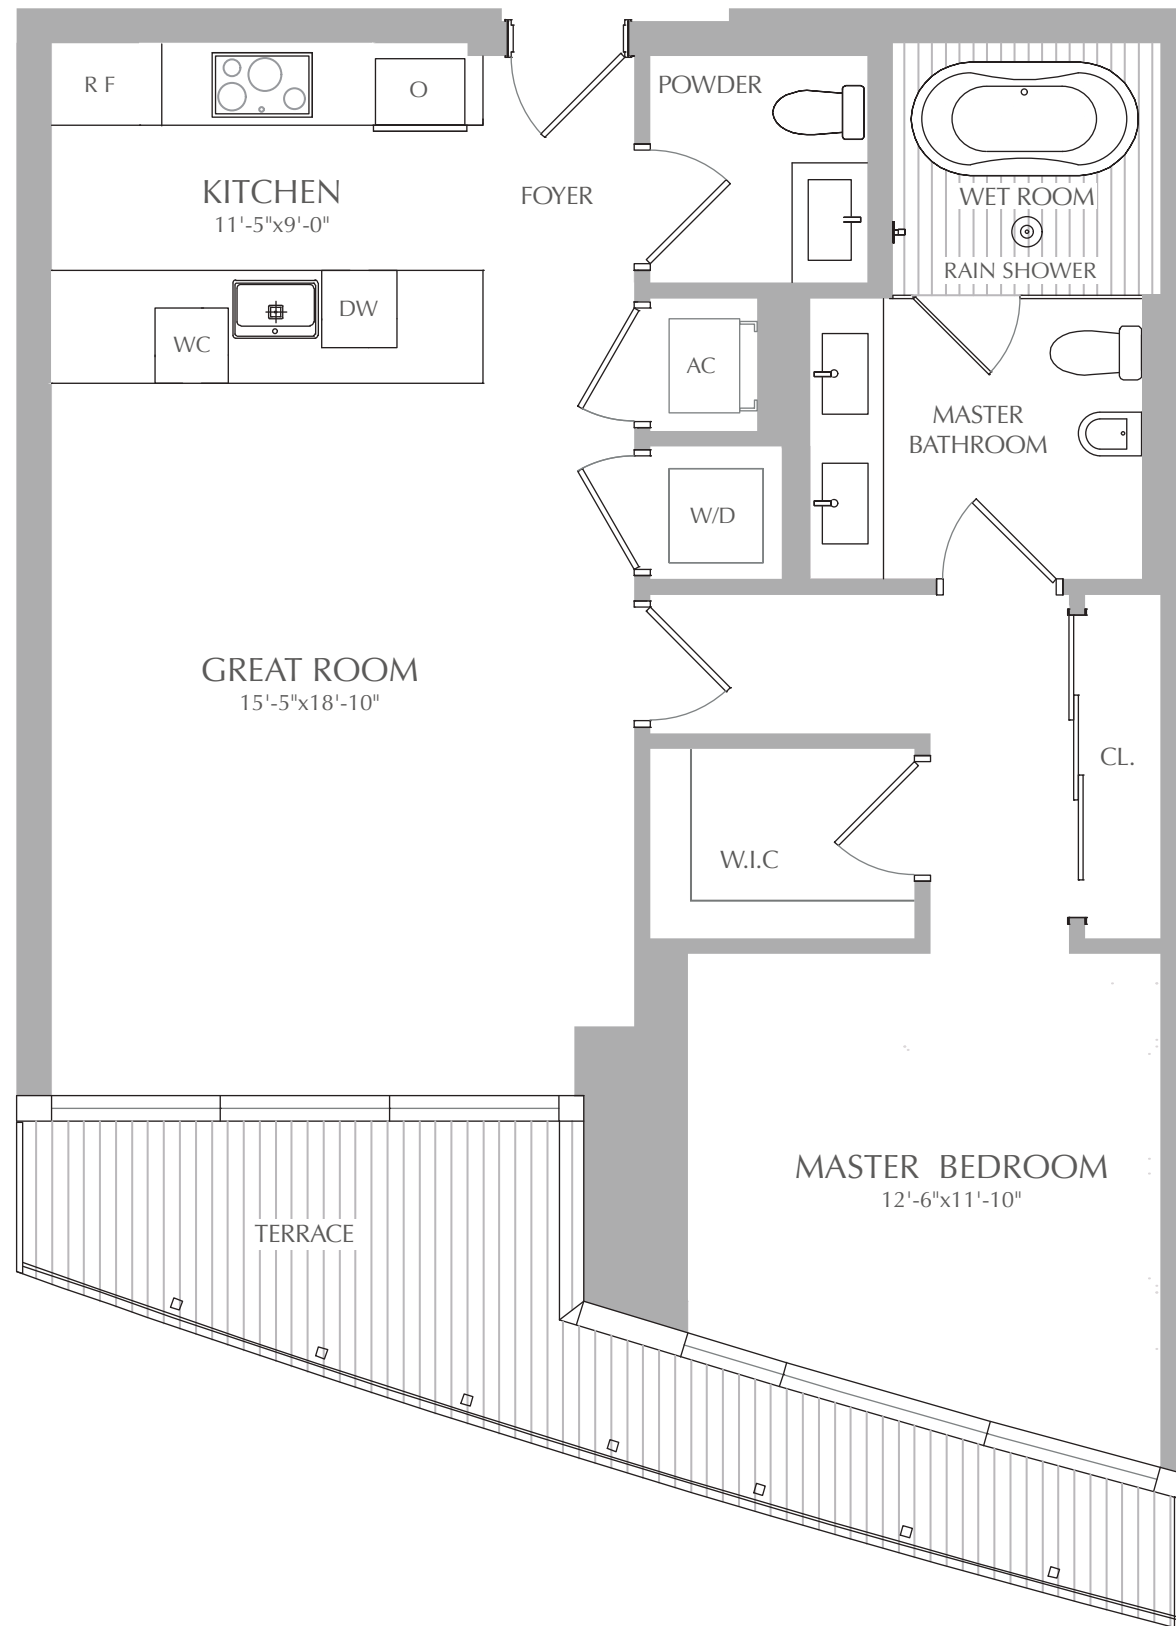 R F
O
POWDER
KITCHEN
11'-5"x9'-0"
FOYER
WET ROOM
RAIN SHOWER
WC
DW
AC
MASTER
BATHROOM
W/D
GREAT ROOM
15'-5"x18'-10"
CL.
W.I.C
MASTER BEDROOM
12'-6"x11'-10"
TERRACE